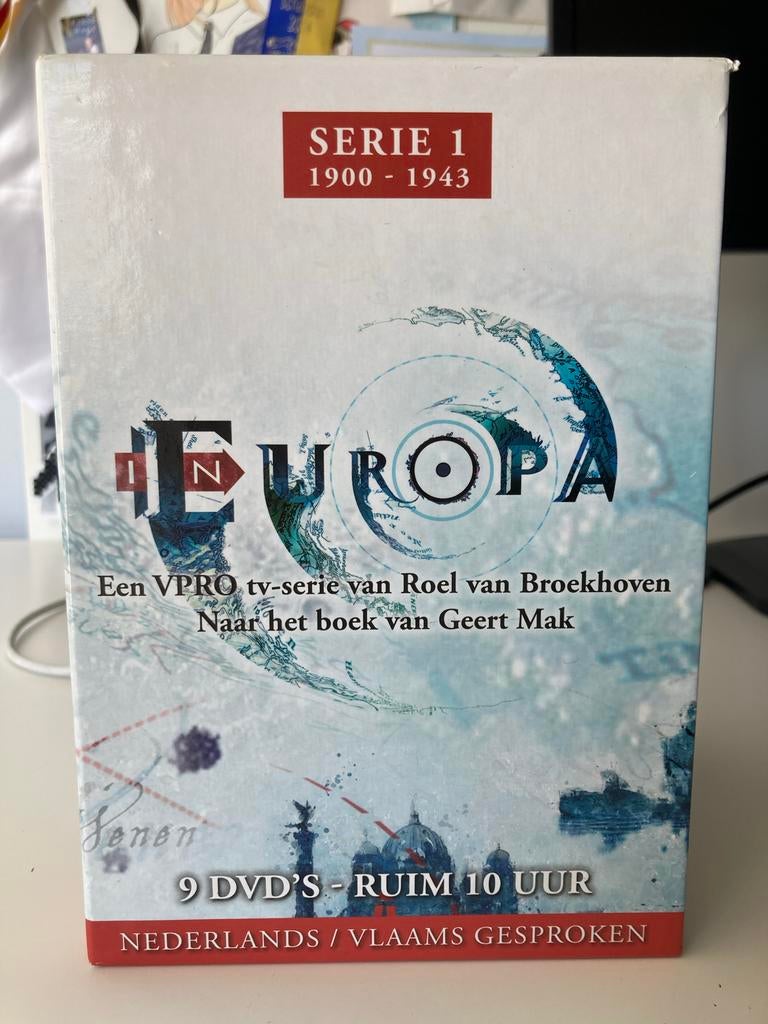 SERIE 1
1900 - 1943
IN EUROPA
Een VPRO tv-serie van Roel van Broekhoven
Naar het boek van Geert Mak
Wenen
9 DVD'S - RUIM 10 UUR
NEDERLANDS / VLAAMS GESPROKEN